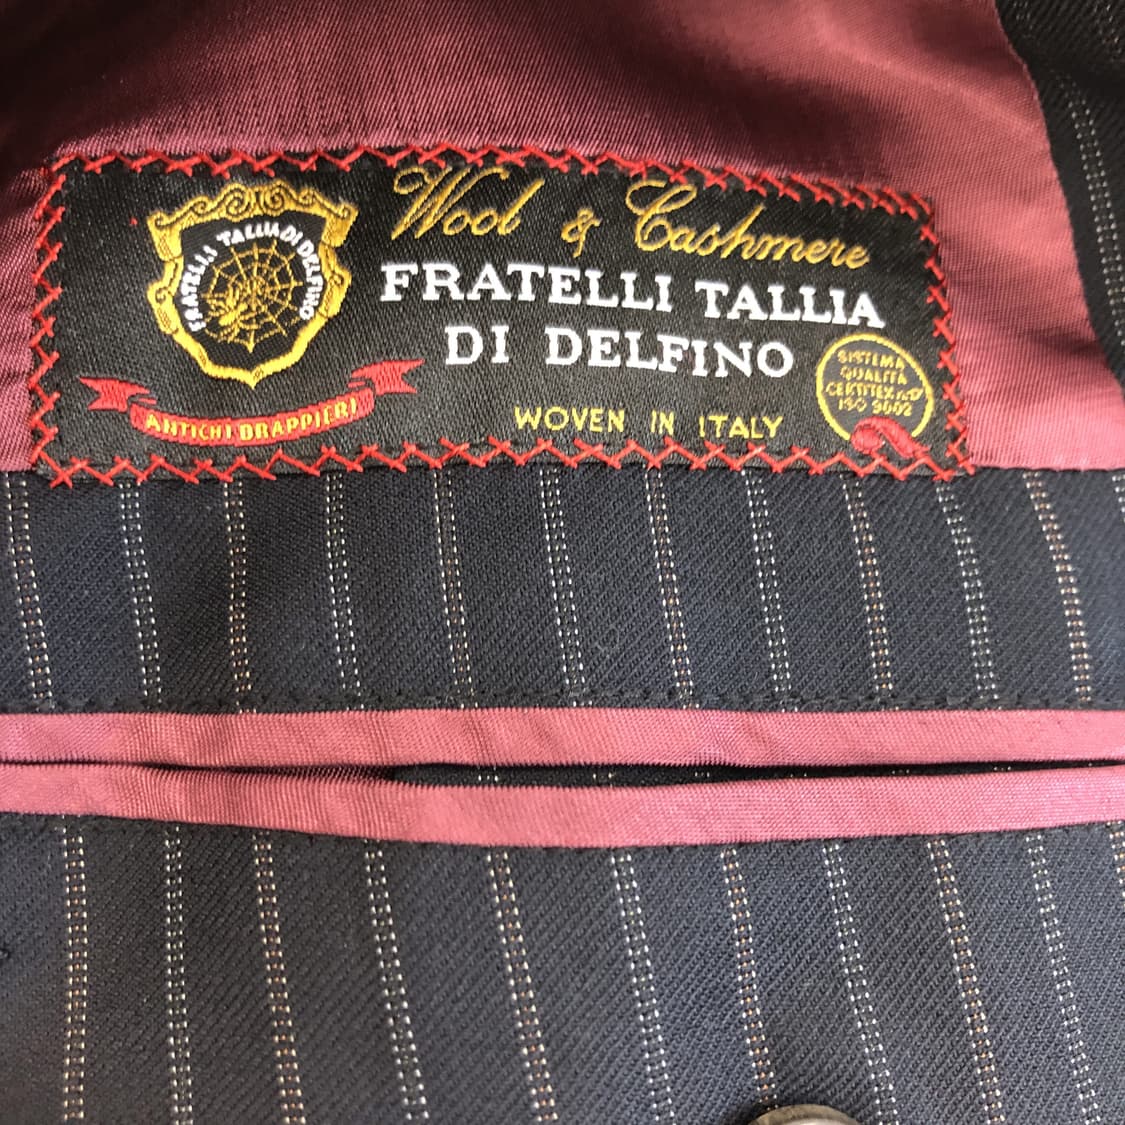 Wool & Cashmere
FRATELLI TALLIA
DI DELFINO
WOVEN IN ITALY
FRATELLI TALLIA DI DELFINO
ANTICHI DRAPPIERI
SISTEMA
QUALITÀ
CERTITEX
ISO 9002